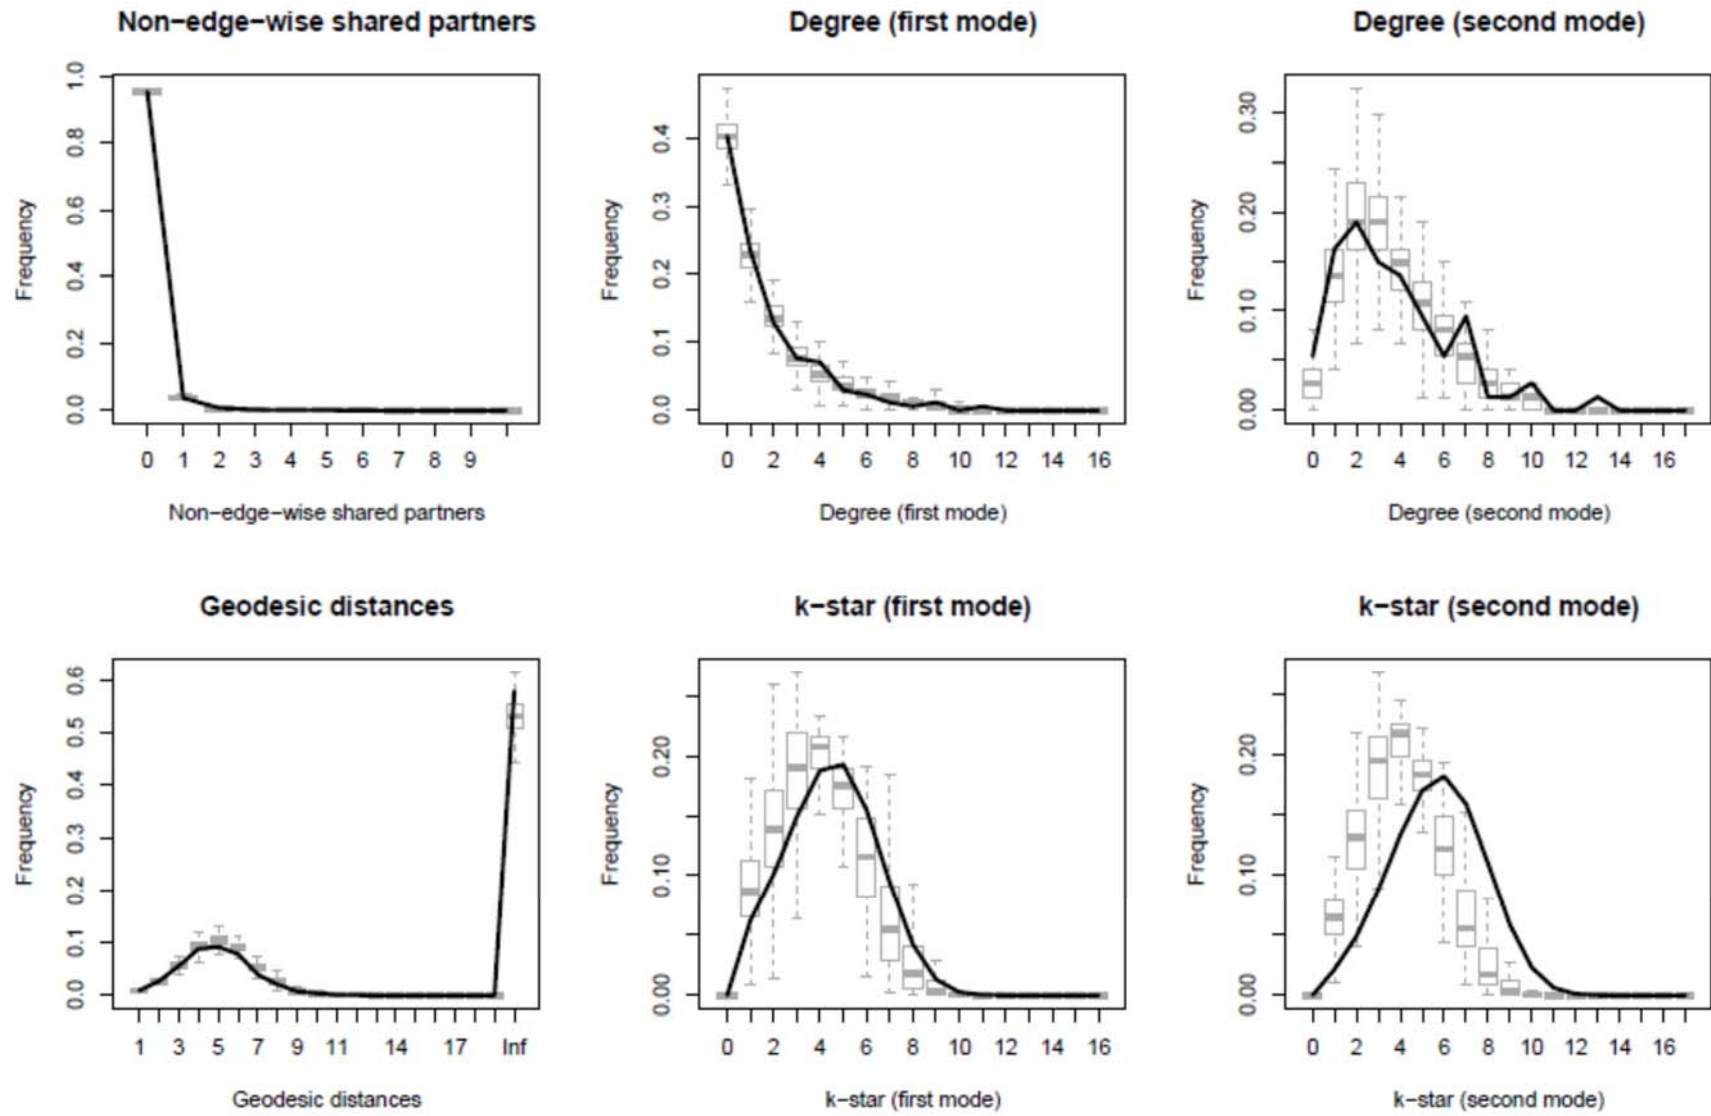 Non-edge-wise shared partners
Frequency
1.0
0.8
0.6
0.4
0.2
0.0
0 1 2 3 4 5 6 7 8 9
Non-edge-wise shared partners
Degree (first mode)
Frequency
0.4
0.3
0.2
0.1
0.0
0 2 4 6 8 10 12 14 16
Degree (first mode)
Degree (second mode)
Frequency
0.30
0.20
0.10
0.00
0 2 4 6 8 10 12 14 16
Degree (second mode)
Geodesic distances
Frequency
0.6
0.5
0.4
0.3
0.2
0.1
0.0
1 3 5 7 9 11 14 17 Inf
Geodesic distances
k-star (first mode)
Frequency
0.20
0.10
0.00
0 2 4 6 8 10 12 14 16
k-star (first mode)
k-star (second mode)
Frequency
0.20
0.10
0.00
0 2 4 6 8 10 12 14 16
k-star (second mode)